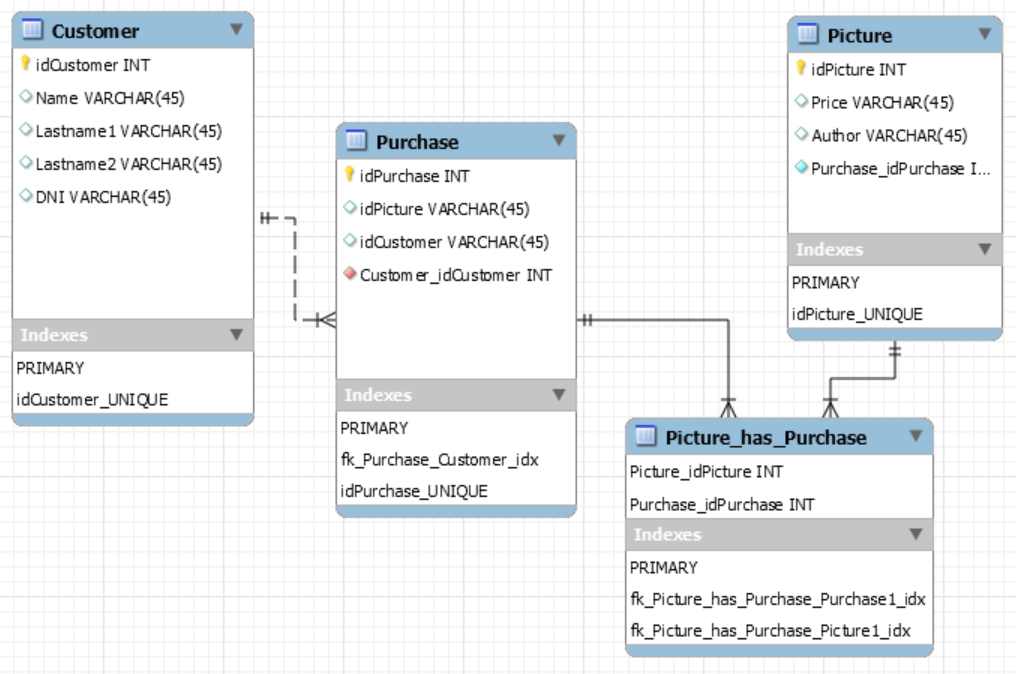 Customer
idCustomer INT
Name VARCHAR(45)
Lastname1 VARCHAR(45)
Lastname2 VARCHAR(45)
DNI VARCHAR(45)
Indexes
PRIMARY
idCustomer_UNIQUE
Purchase
idPurchase INT
idPicture VARCHAR(45)
idCustomer VARCHAR(45)
Customer_idCustomer INT
Indexes
PRIMARY
fk_Purchase_Customer_idx
idPurchase_UNIQUE
Picture
idPicture INT
Price VARCHAR(45)
Author VARCHAR(45)
Purchase_idPurchase I...
Indexes
PRIMARY
idPicture_UNIQUE
Picture_has_Purchase
Picture_idPicture INT
Purchase_idPurchase INT
Indexes
PRIMARY
fk_Picture_has_Purchase_Purchase1_idx
fk_Picture_has_Purchase_Picture1_idx